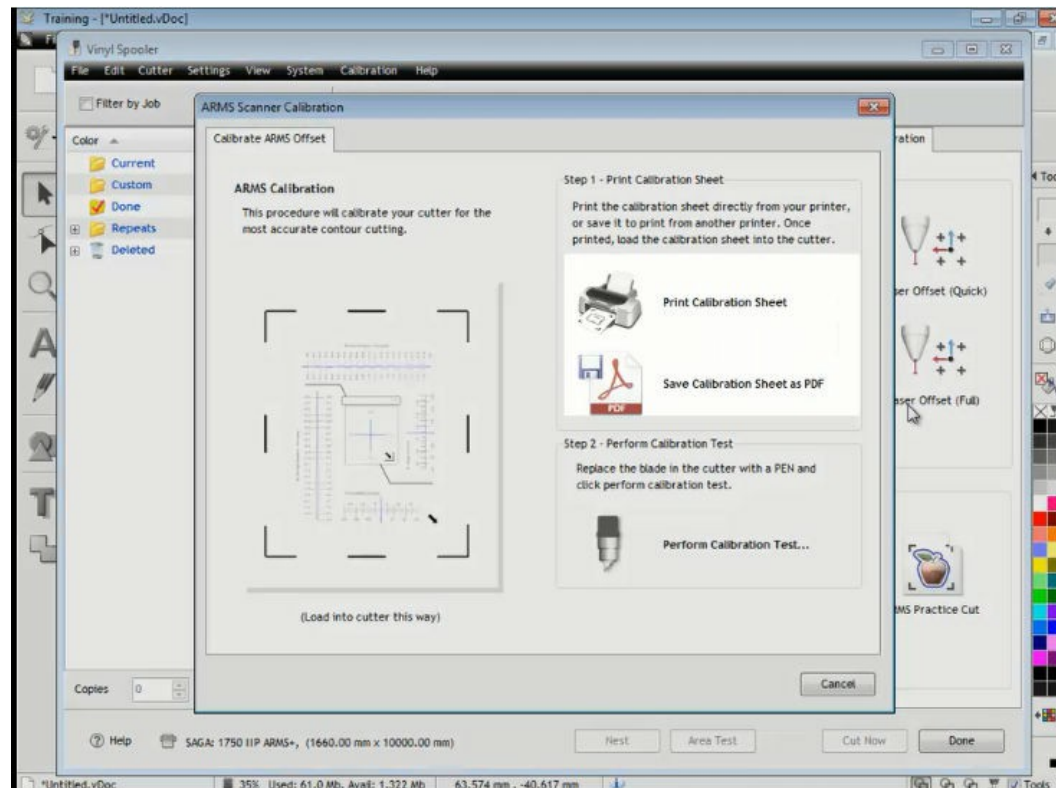 Training - [*Untitled.vDoc]
Vinyl Spooler
File Edit Cutter Settings View System Calibration Help
Filter by Job
Color
Current
Custom
Done
Repeats
Deleted
ARMS Scanner Calibration
Calibrate ARMS Offset
ARMS Calibration
This procedure will calibrate your cutter for the
most accurate contour cutting.
(Load into cutter this way)
Step 1 - Print Calibration Sheet
Print the calibration sheet directly from your printer,
or save it to print from another printer. Once
printed, load the calibration sheet into the cutter.
Print Calibration Sheet
PDF
Save Calibration Sheet as PDF
Step 2 - Perform Calibration Test
Replace the blade in the cutter with a PEN and
click perform calibration test.
Perform Calibration Test...
Cancel
ration
ser Offset (Quick)
aser Offset (Full)
RMS Practice Cut
Copies 0
Help
SAGA: 1750 IIP ARMS+, (1660.00 mm x 10000.00 mm)
Nest
Area Test
Cut Now
Done
*Untitled.vDoc
35% Used: 61.0 Mb, Avail: 1,322 Mb
63.574 mm , -40.617 mm
Tools